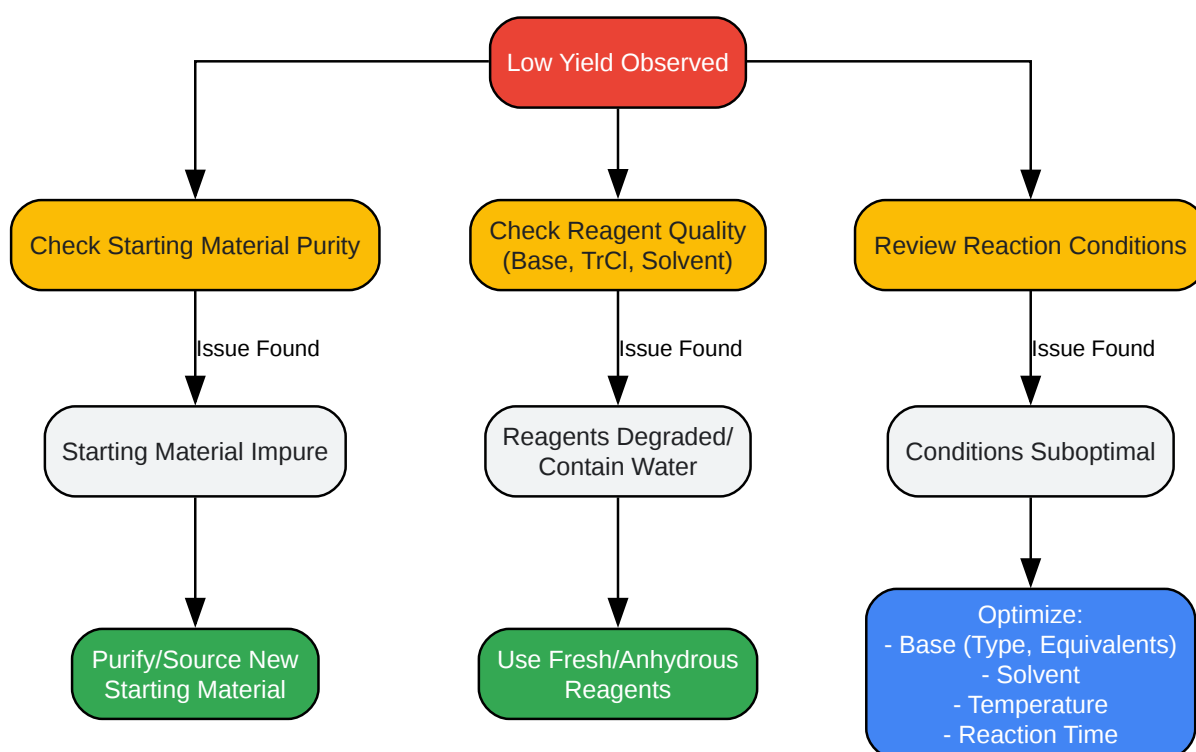 Low Yield Observed
Check Starting Material Purity
Check Reagent Quality
(Base, TrCl, Solvent)
Review Reaction Conditions
Issue Found
Issue Found
Issue Found
Starting Material Impure
Reagents Degraded/
Contain Water
Conditions Suboptimal
Purify/Source New
Starting Material
Use Fresh/Anhydrous
Reagents
Optimize:
- Base (Type, Equivalents)
- Solvent
- Temperature
- Reaction Time